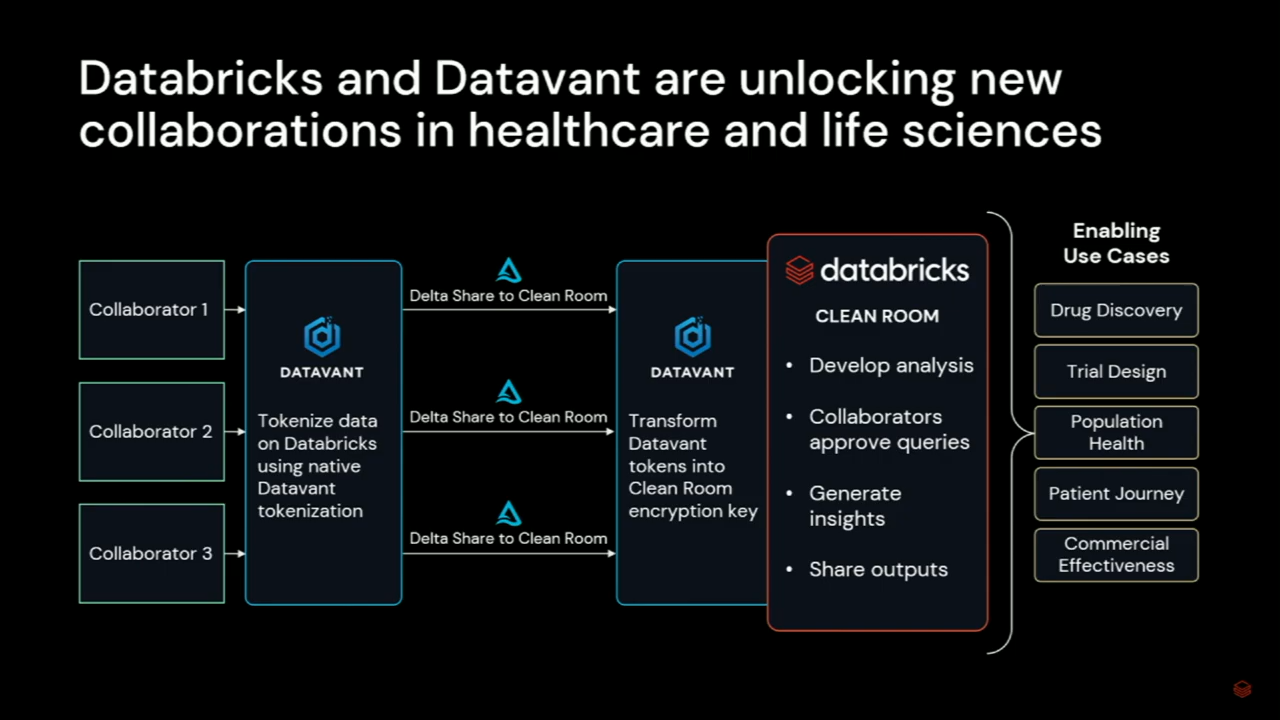 Databricks and Datavant are unlocking new
collaborations in healthcare and life sciences
Collaborator 1
Collaborator 2
Collaborator 3
DATAVANT
Tokenize data
on Databricks
using native
Datavant
tokenization
Delta Share to Clean Room
Delta Share to Clean Room
Delta Share to Clean Room
DATAVANT
Transform
Datavant
tokens into
Clean Room
encryption key
databricks
CLEAN ROOM
• Develop analysis
• Collaborators
approve queries
• Generate
insights
• Share outputs
Enabling
Use Cases
Drug Discovery
Trial Design
Population
Health
Patient Journey
Commercial
Effectiveness